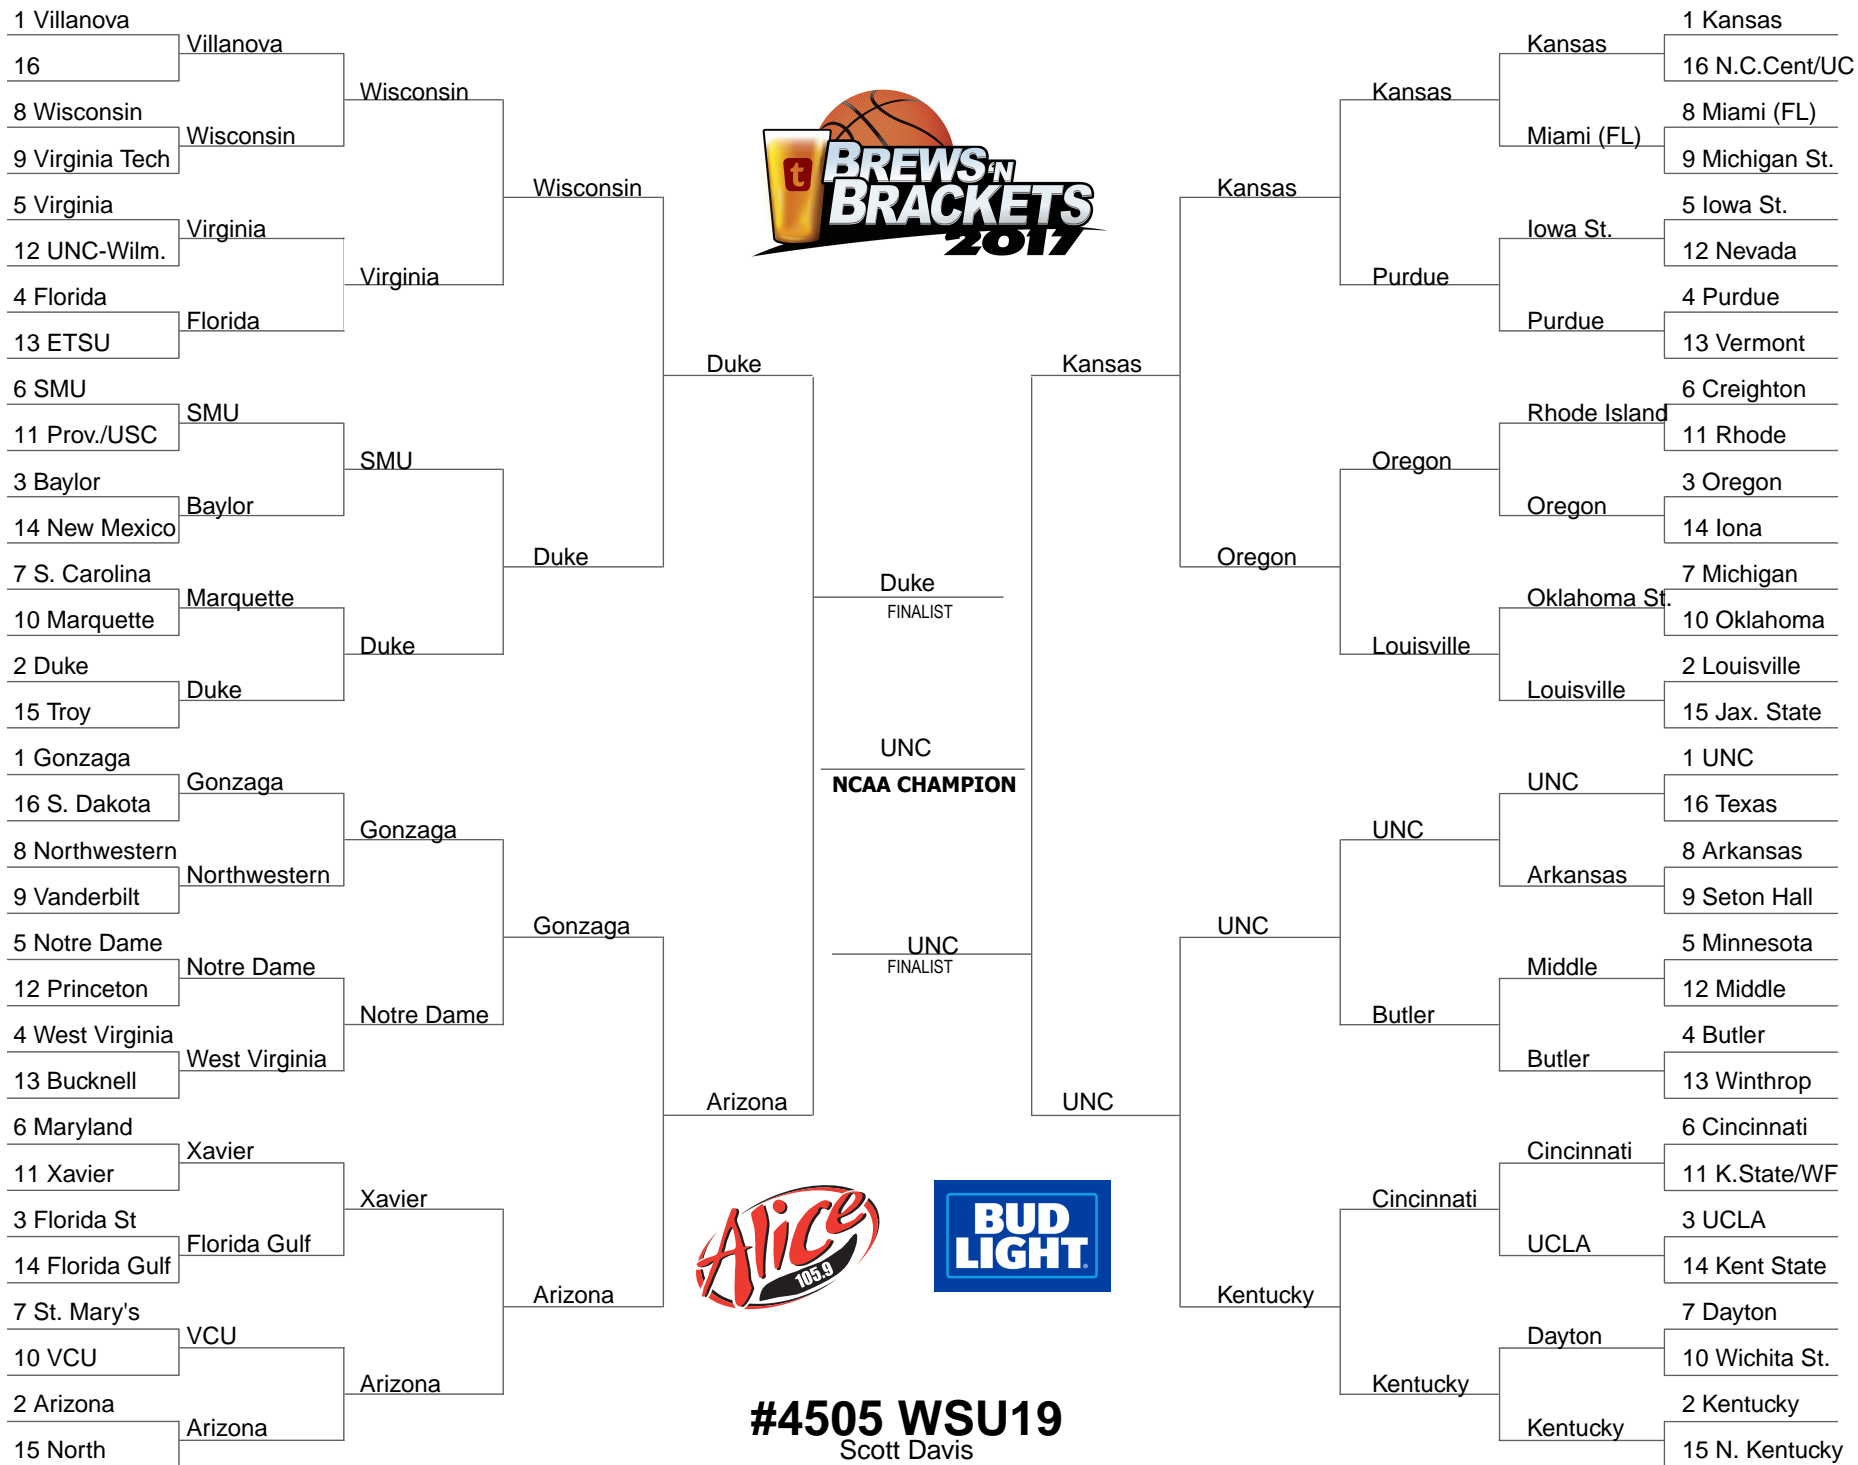 1 Villanova
16
8 Wisconsin
9 Virginia Tech
5 Virginia
12 UNC-Wilm.
4 Florida
13 ETSU
6 SMU
11 Prov./USC
3 Baylor
14 New Mexico
7 S. Carolina
10 Marquette
2 Duke
15 Troy
1 Gonzaga
16 S. Dakota
8 Northwestern
9 Vanderbilt
5 Notre Dame
12 Princeton
4 West Virginia
13 Bucknell
6 Maryland
11 Xavier
3 Florida St
14 Florida Gulf
7 St. Mary's
10 VCU
2 Arizona
15 North
Villanova
Wisconsin
Virginia
Florida
SMU
Baylor
Marquette
Duke
Gonzaga
Northwestern
Notre Dame
West Virginia
Xavier
Florida Gulf
VCU
Arizona
Wisconsin
Virginia
SMU
Duke
Gonzaga
Notre Dame
Xavier
Arizona
Wisconsin
Duke
Gonzaga
Arizona
Duke
Arizona
t
BREWS 'N
BRACKETS
2017
Duke
FINALIST
UNC
NCAA CHAMPION
UNC
FINALIST
Alice
105.9
BUD
LIGHT
#4505 WSU19
Scott Davis
Kansas
UNC
Kansas
Oregon
UNC
Kentucky
Kansas
Purdue
Oregon
Louisville
UNC
Butler
Cincinnati
Kentucky
Kansas
Miami (FL)
Iowa St.
Purdue
Rhode Island
Oregon
Oklahoma St.
Louisville
UNC
Arkansas
Middle
Butler
Cincinnati
UCLA
Dayton
Kentucky
1 Kansas
16 N.C.Cent/UC
8 Miami (FL)
9 Michigan St.
5 Iowa St.
12 Nevada
4 Purdue
13 Vermont
6 Creighton
11 Rhode
3 Oregon
14 Iona
7 Michigan
10 Oklahoma
2 Louisville
15 Jax. State
1 UNC
16 Texas
8 Arkansas
9 Seton Hall
5 Minnesota
12 Middle
4 Butler
13 Winthrop
6 Cincinnati
11 K.State/WF
3 UCLA
14 Kent State
7 Dayton
10 Wichita St.
2 Kentucky
15 N. Kentucky